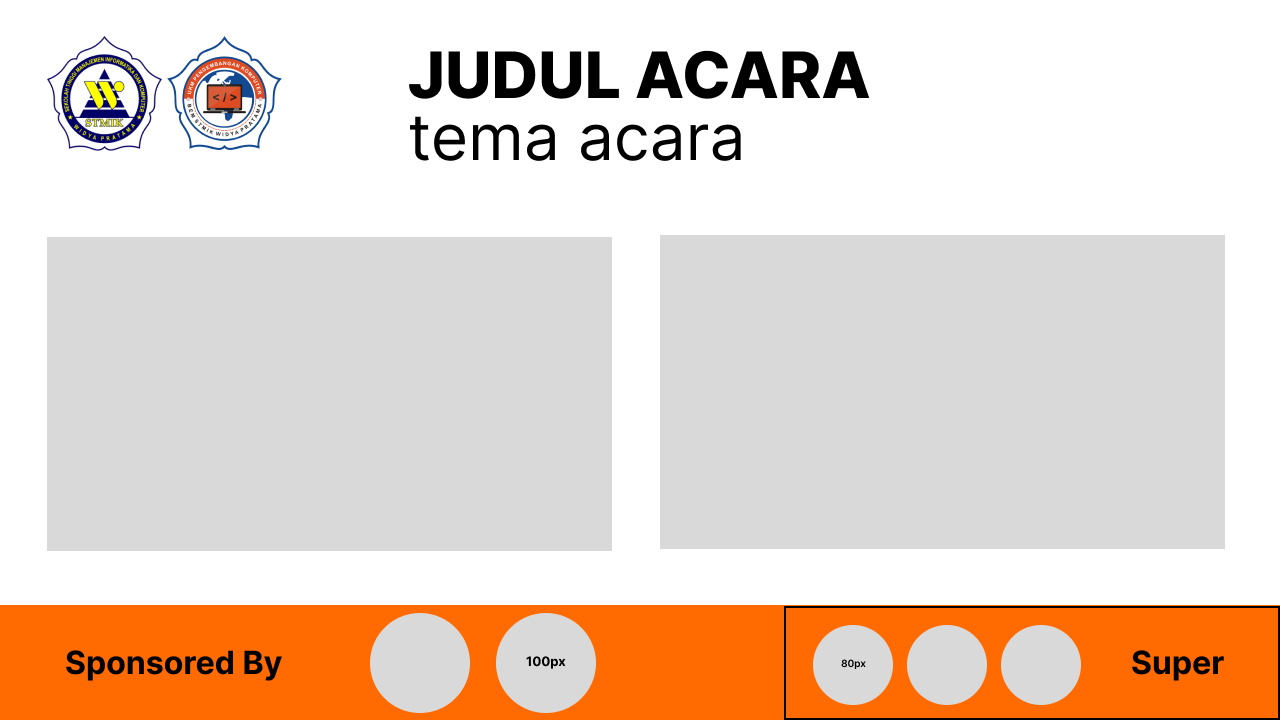 SEKOLAH TINGGI MANAJEMEN INFORMATIKA DAN KOMPUTER
STMIK
WIDYA PRATAMA
UKM PENGEMBANGAN KOMPUTER
</>
BEM STMIK WIDYA PRATAMA
JUDUL ACARA
tema acara
Sponsored By
100px
80px
Super